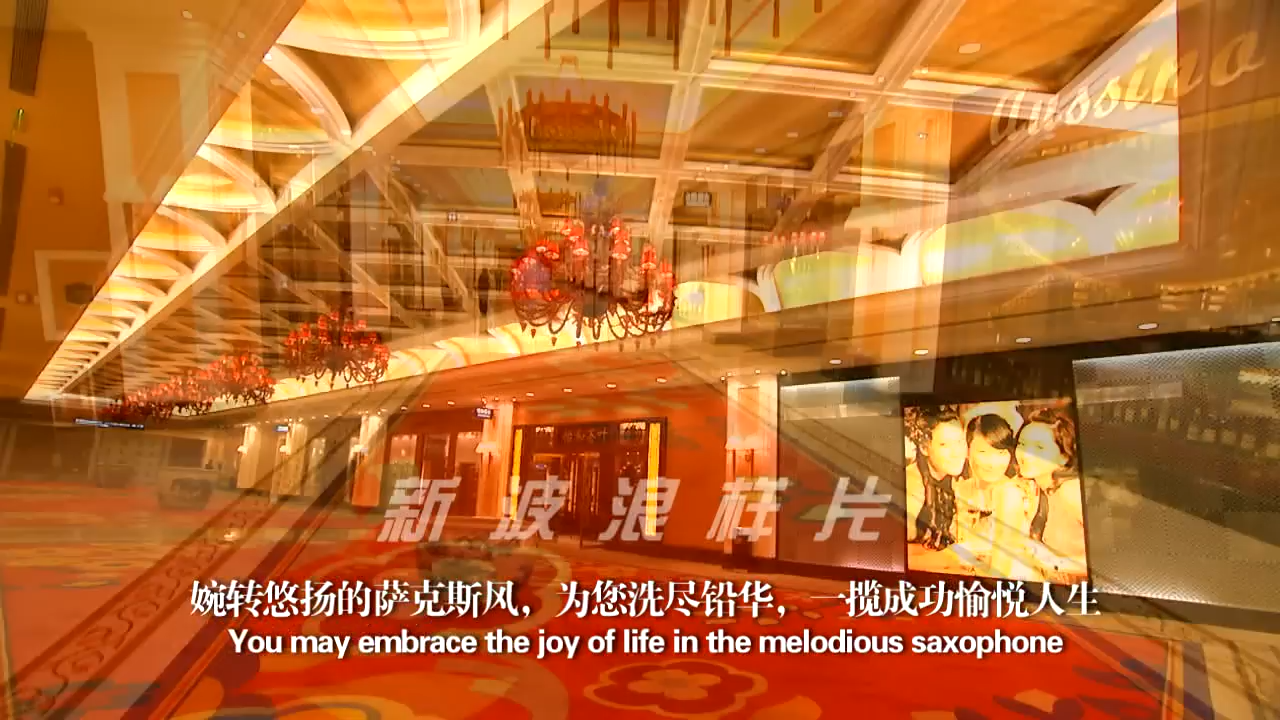 Aussino
新波浪样片
婉转悠扬的萨克斯风，为您洗尽铅华，一揽成功愉悦人生
You may embrace the joy of life in the melodious saxophone